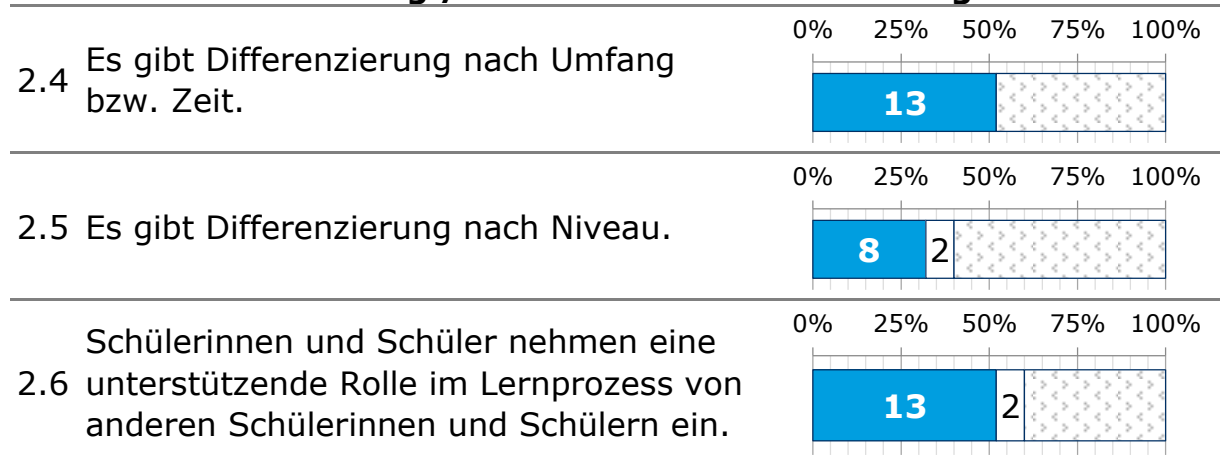 0% 25% 50% 75% 100%
2.4 Es gibt Differenzierung nach Umfang
bzw. Zeit.
13
0% 25% 50% 75% 100%
2.5 Es gibt Differenzierung nach Niveau.
8 2
0% 25% 50% 75% 100%
Schülerinnen und Schüler nehmen eine
2.6 unterstützende Rolle im Lernprozess von
anderen Schülerinnen und Schülern ein.
13 2